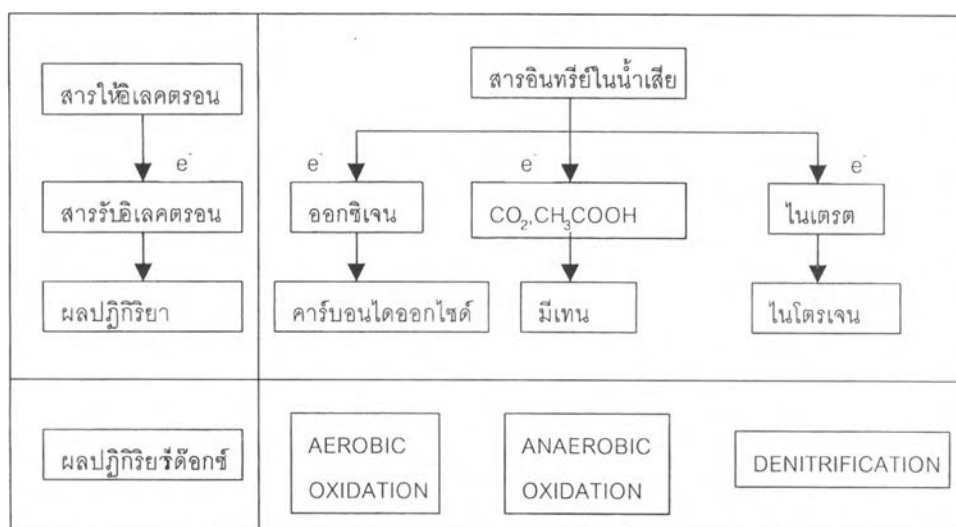 สารให้อิเลคตรอน
e-
สารรับอิเลคตรอน
ผลปฏิกิริยา
สารอินทรีย์ในน้ำเสีย
e- e- e-
ออกซิเจน CO2,CH3COOH ไนเตรต
คาร์บอนไดออกไซด์ มีเทน ไนโตรเจน
ผลปฏิกิริยารีด๊อกซ์
AEROBIC
OXIDATION
ANAEROBIC
OXIDATION
DENITRIFICATION